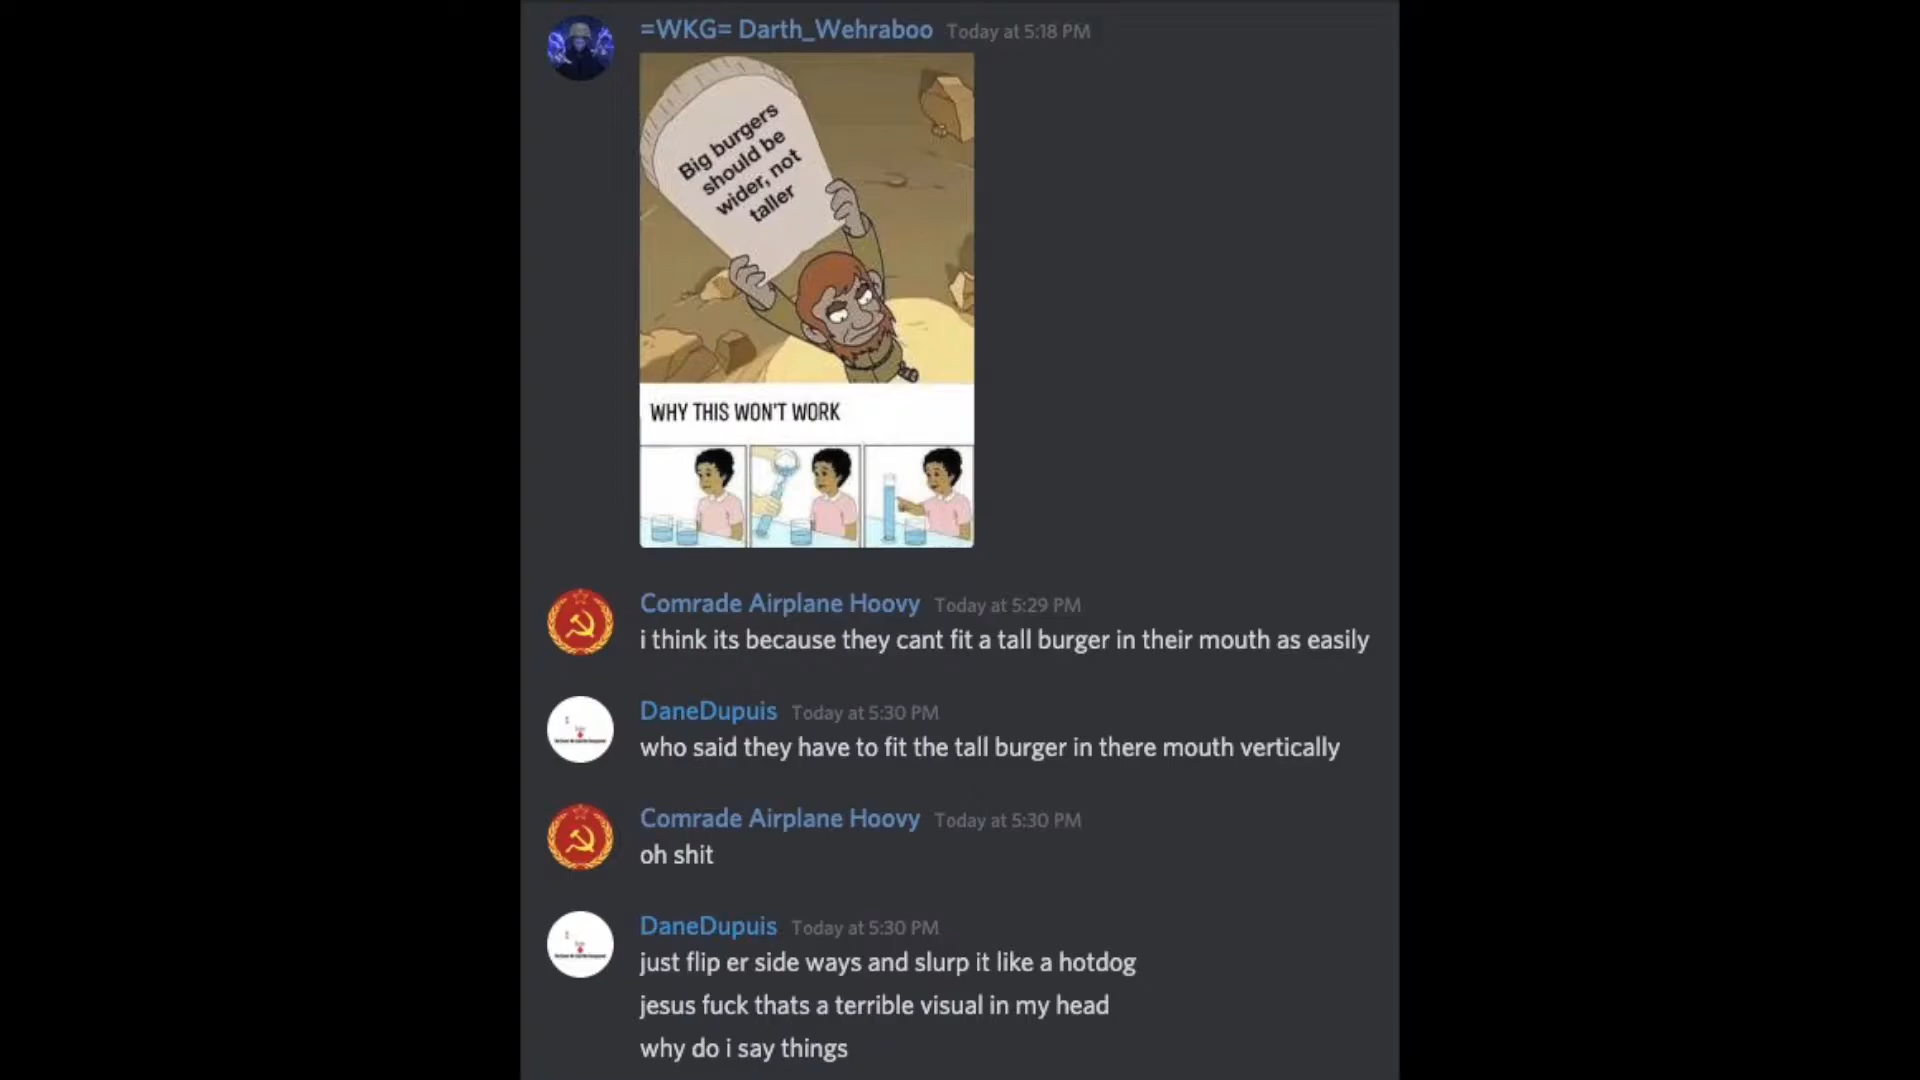 =WKG= Darth_Wehraboo Today at 5:18 PM
Big burgers
should be
wider, not
taller
WHY THIS WON'T WORK
Comrade Airplane Hoovy Today at 5:29 PM
i think its because they cant fit a tall burger in their mouth as easily
DaneDupuis Today at 5:30 PM
who said they have to fit the tall burger in there mouth vertically
Comrade Airplane Hoovy Today at 5:30 PM
oh shit
DaneDupuis Today at 5:30 PM
just flip er side ways and slurp it like a hotdog
jesus fuck thats a terrible visual in my head
why do i say things